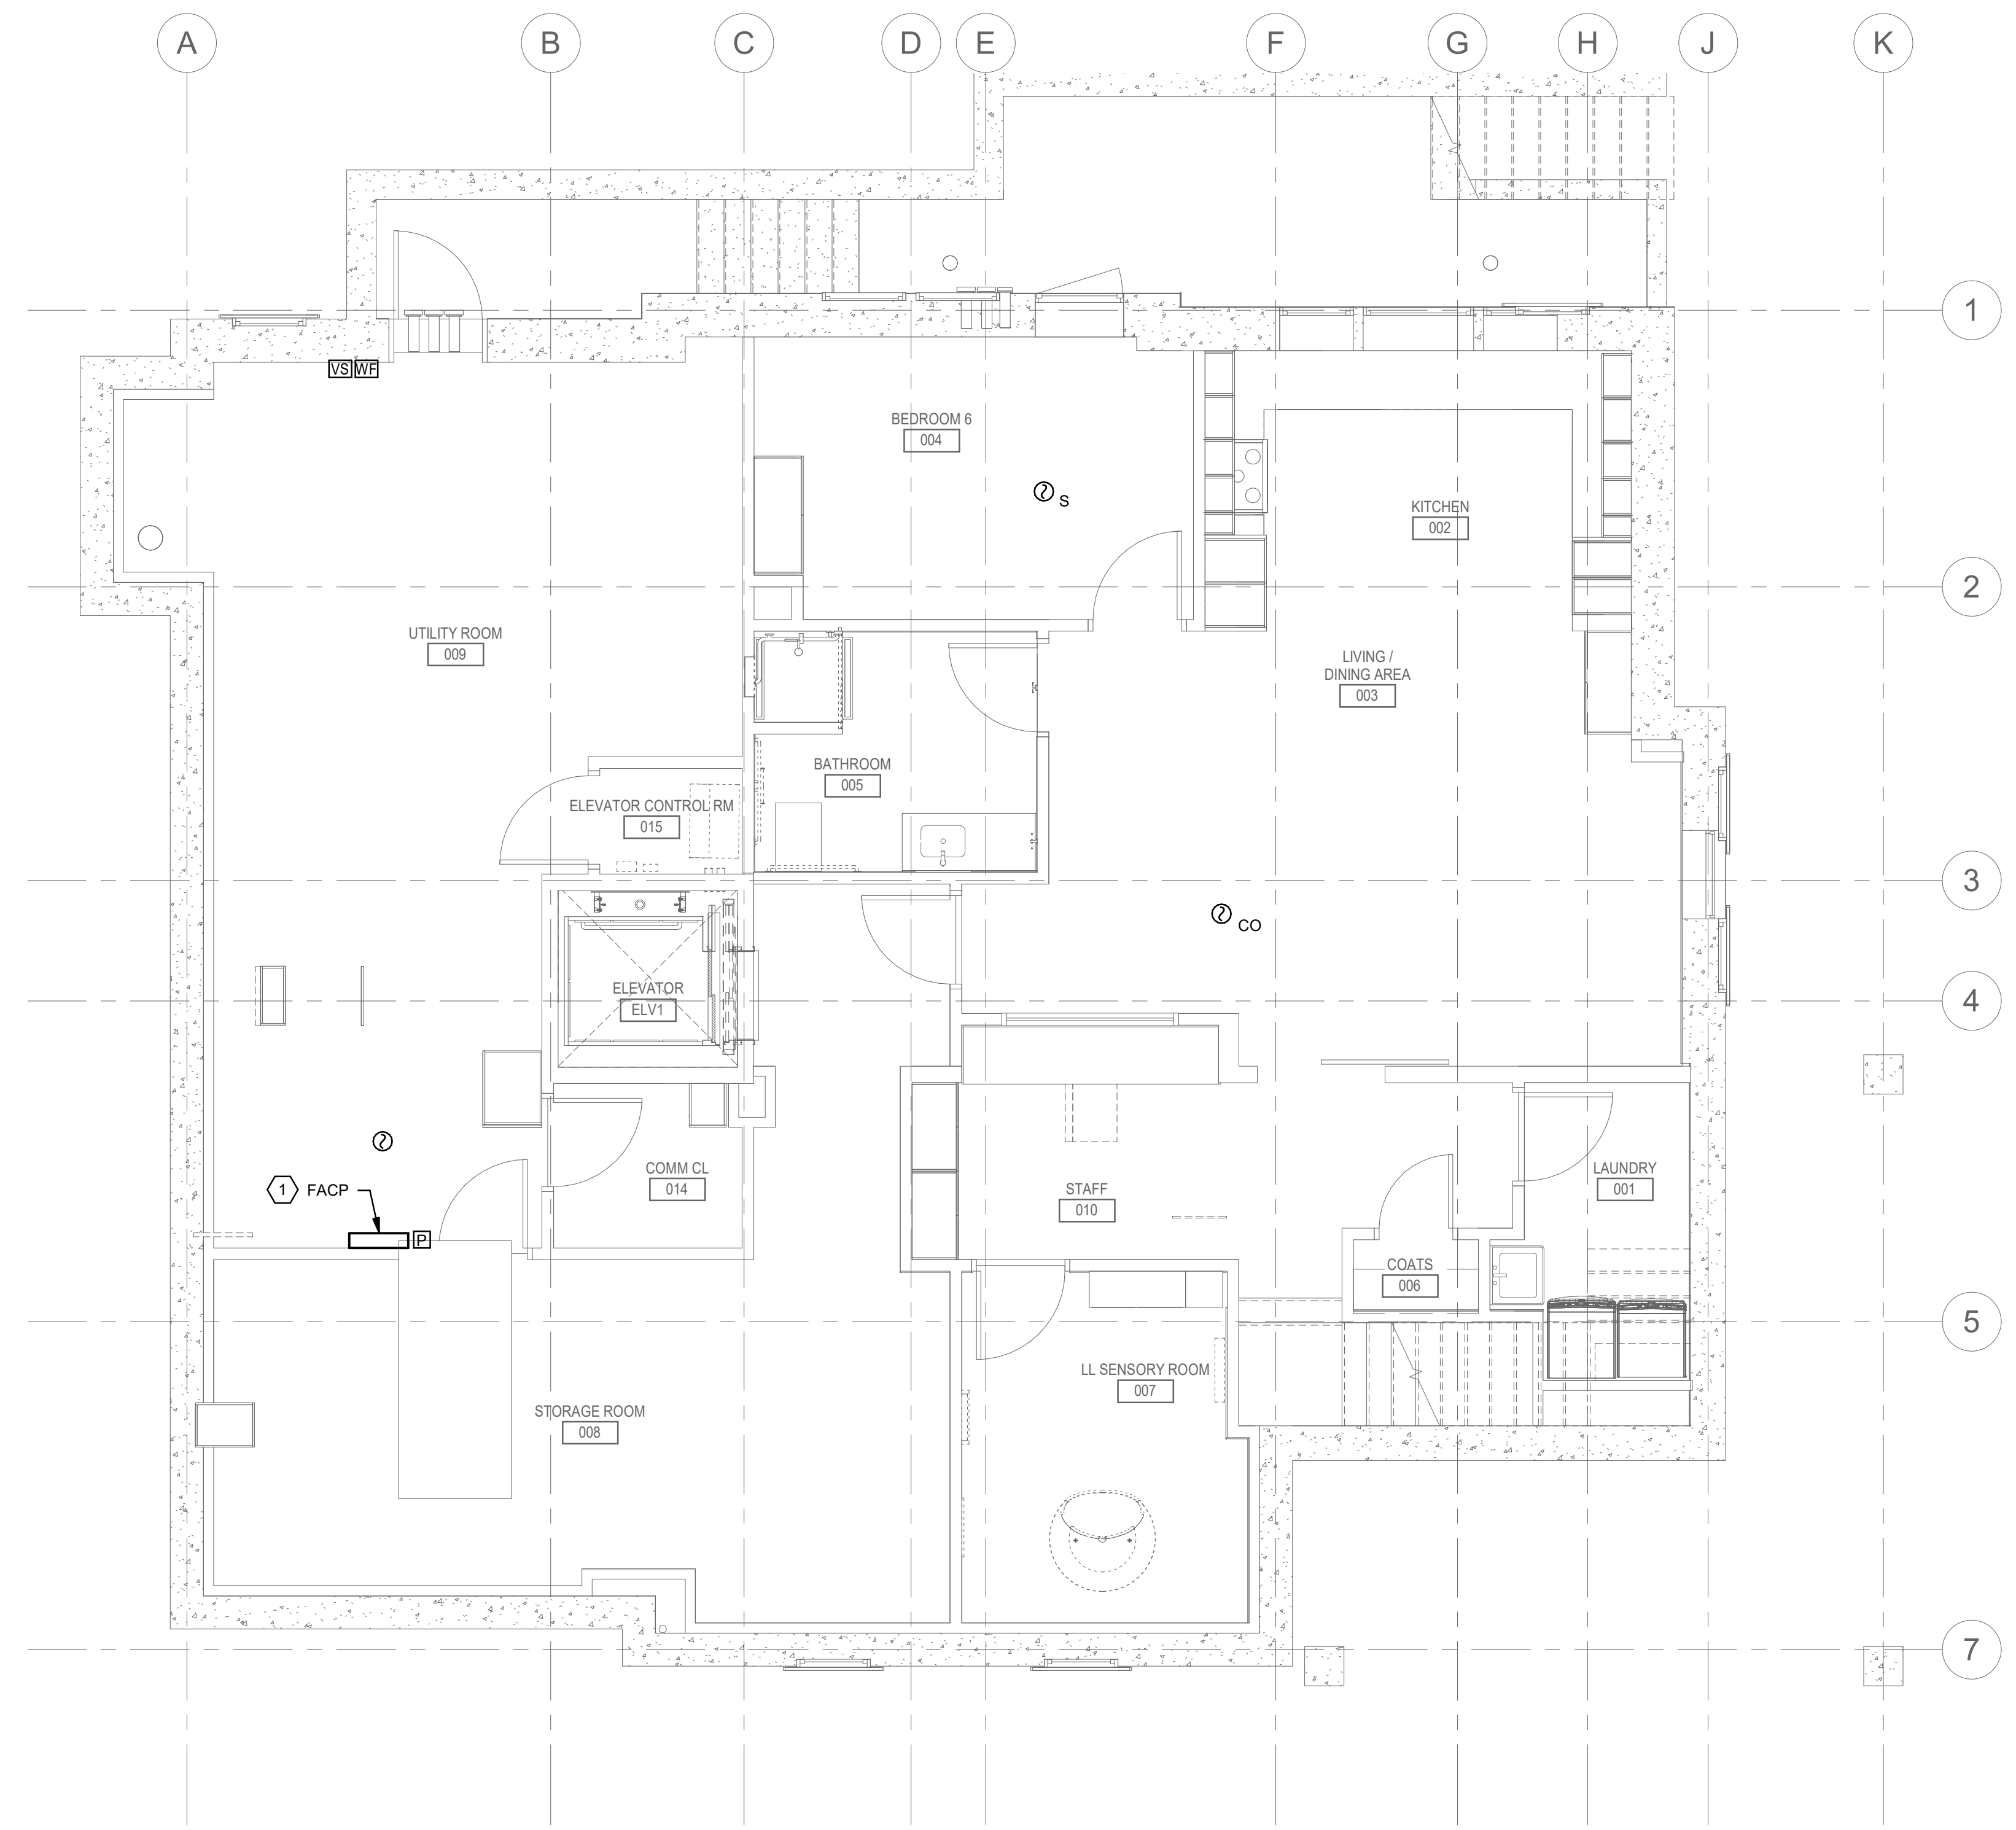 A B C D E F G H J K
1
VS WF
BEDROOM 6
004
S
KITCHEN
002
2
UTILITY ROOM
009
LIVING /
DINING AREA
003
BATHROOM
005
ELEVATOR CONTROL RM
015
3
CO
ELEVATOR
ELV1
4
COMM CL
014
LAUNDRY
001
1 FACP
STAFF
010
P
COATS
006
5
LL SENSORY ROOM
007
STORAGE ROOM
008
7